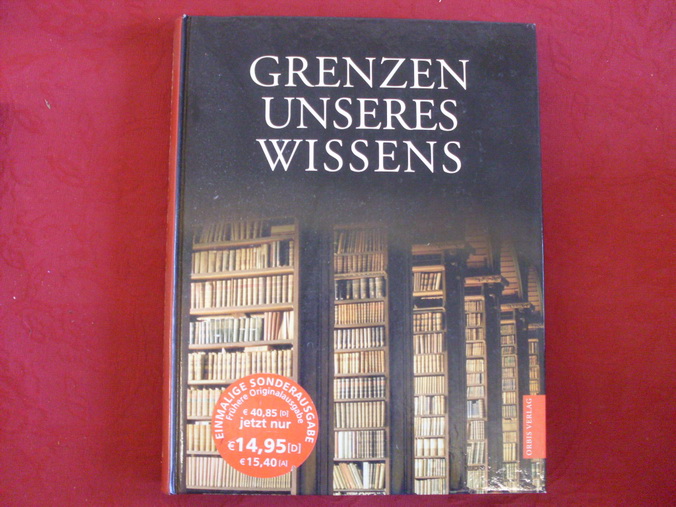 GRENZEN
UNSERES
WISSENS
EINMALIGE SONDERAUSGABE
Frühere Originalausgabe
€ 40,85 [D]
jetzt nur
€14,95[D]
€15,40 [A]
ORBIS VERLAG